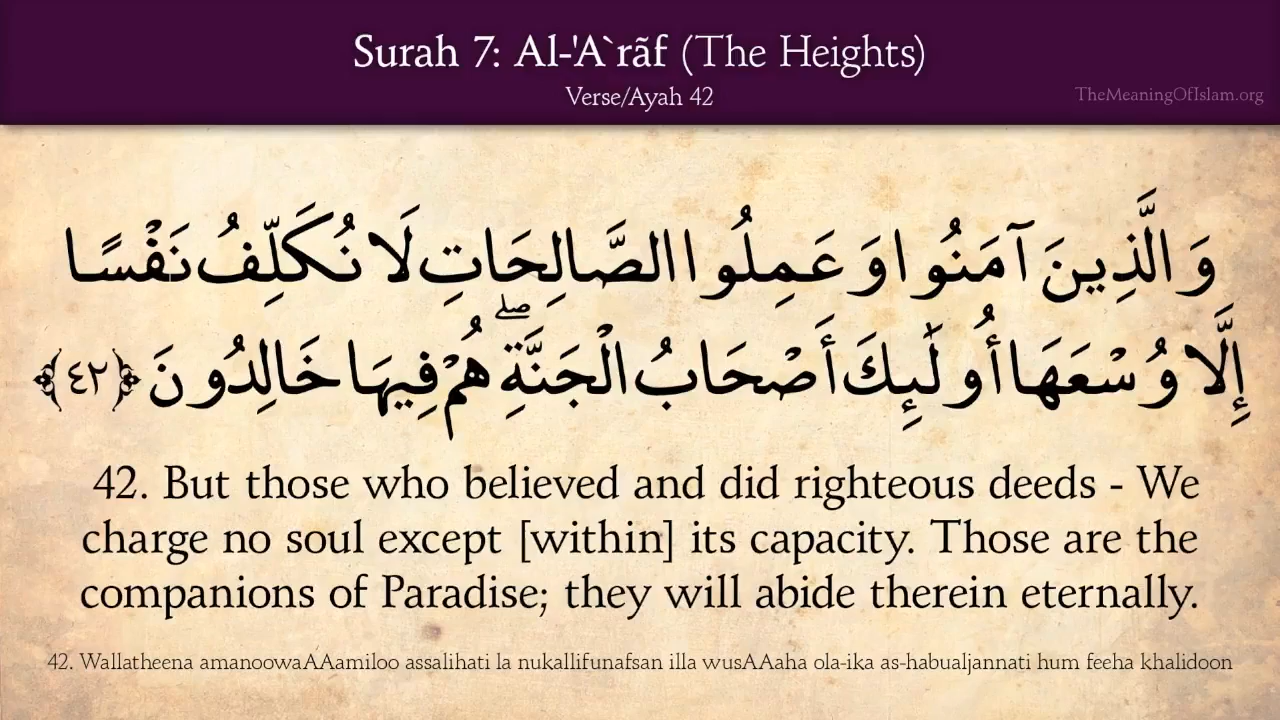 Surah 7: Al-'A`rãf (The Heights)
Verse/Ayah 42
TheMeaningOfIslam.org
وَالَّذِينَ آمَنُوا وَعَمِلُوا الصَّالِحَاتِ لَا نُكَلِّفُ نَفْسًا
إِلَّا وُسْعَهَا أُولَٰئِكَ أَصْحَابُ الْجَنَّةِ ۖ هُمْ فِيهَا خَالِدُونَ ﴿٤٢﴾
42. But those who believed and did righteous deeds - We
charge no soul except [within] its capacity. Those are the
companions of Paradise; they will abide therein eternally.
42. Wallatheena amanoowaAAamiloo assalihati la nukallifunafsan illa wusAAaha ola-ika as-habualjannati hum feeha khalidoon